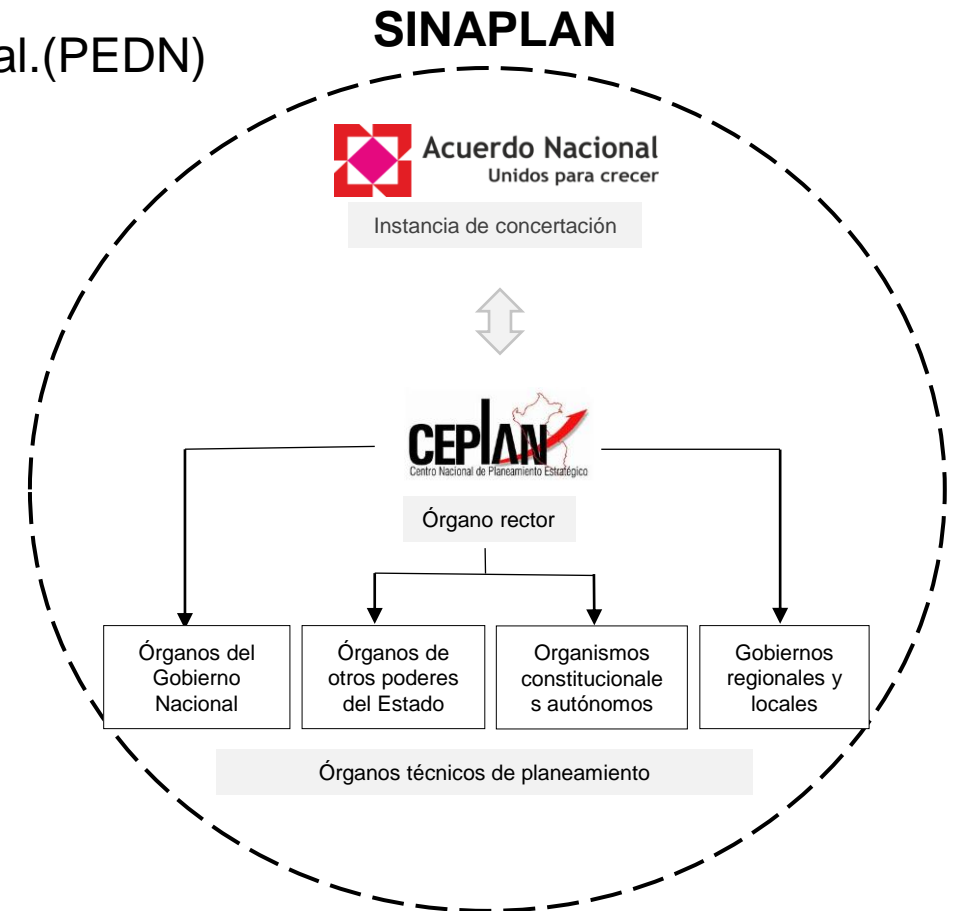 al.(PEDN)
SINAPLAN
Acuerdo Nacional
Unidos para crecer
Instancia de concertación
CEPLAN
Centro Nacional de Planeamiento Estratégico
Órgano rector
Órganos del
Gobierno
Nacional
Órganos de
otros poderes
del Estado
Organismos
constitucionale
s autónomos
Gobiernos
regionales y
locales
Órganos técnicos de planeamiento